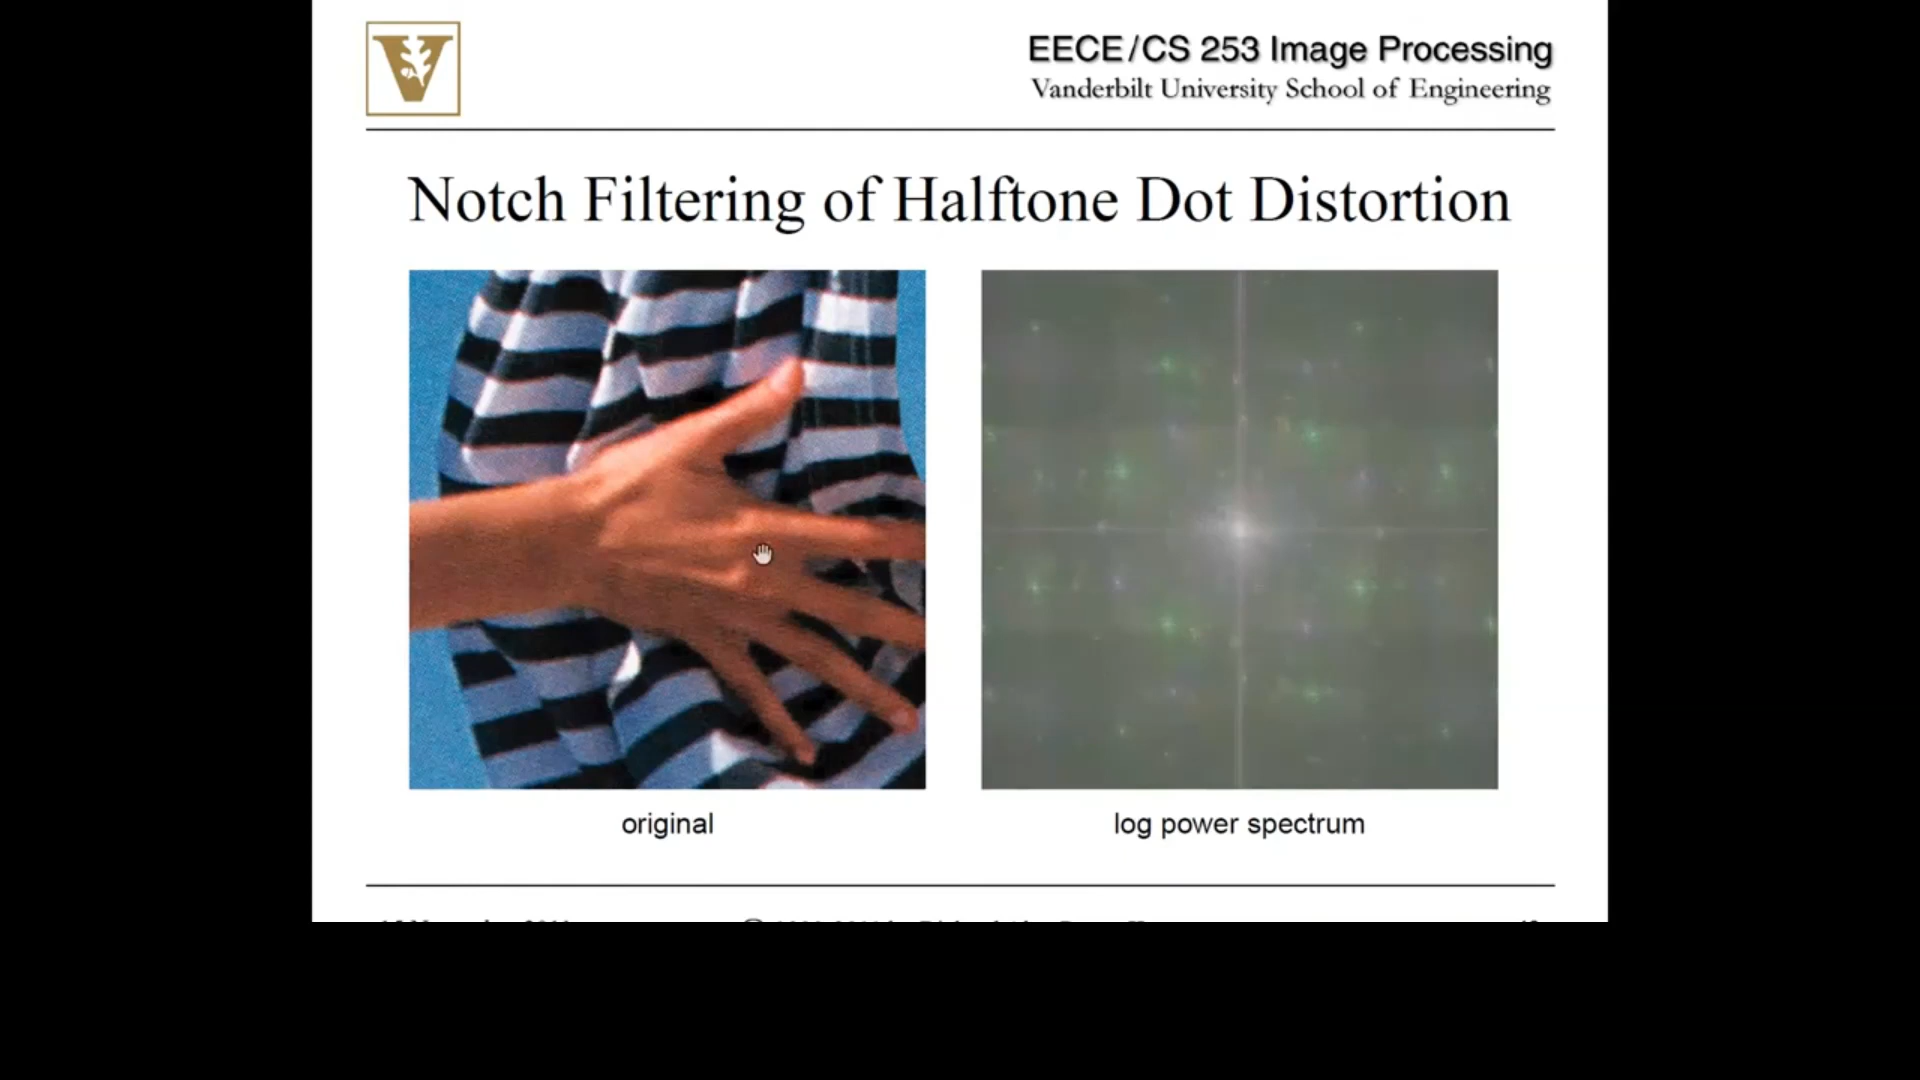 EECE/CS 253 Image Processing
Vanderbilt University School of Engineering
Notch Filtering of Halftone Dot Distortion
original
log power spectrum